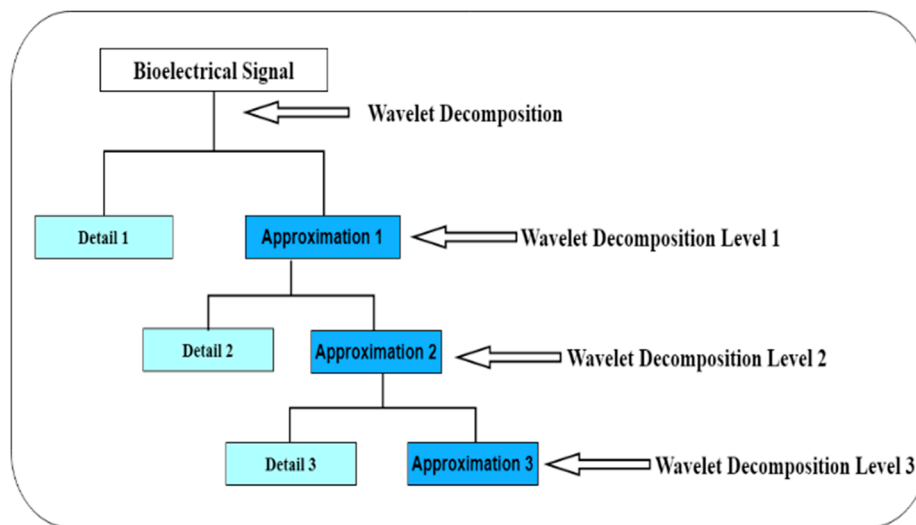 Bioelectrical Signal
Wavelet Decomposition
Detail 1
Approximation 1
Wavelet Decomposition Level 1
Detail 2
Approximation 2
Wavelet Decomposition Level 2
Detail 3
Approximation 3
Wavelet Decomposition Level 3